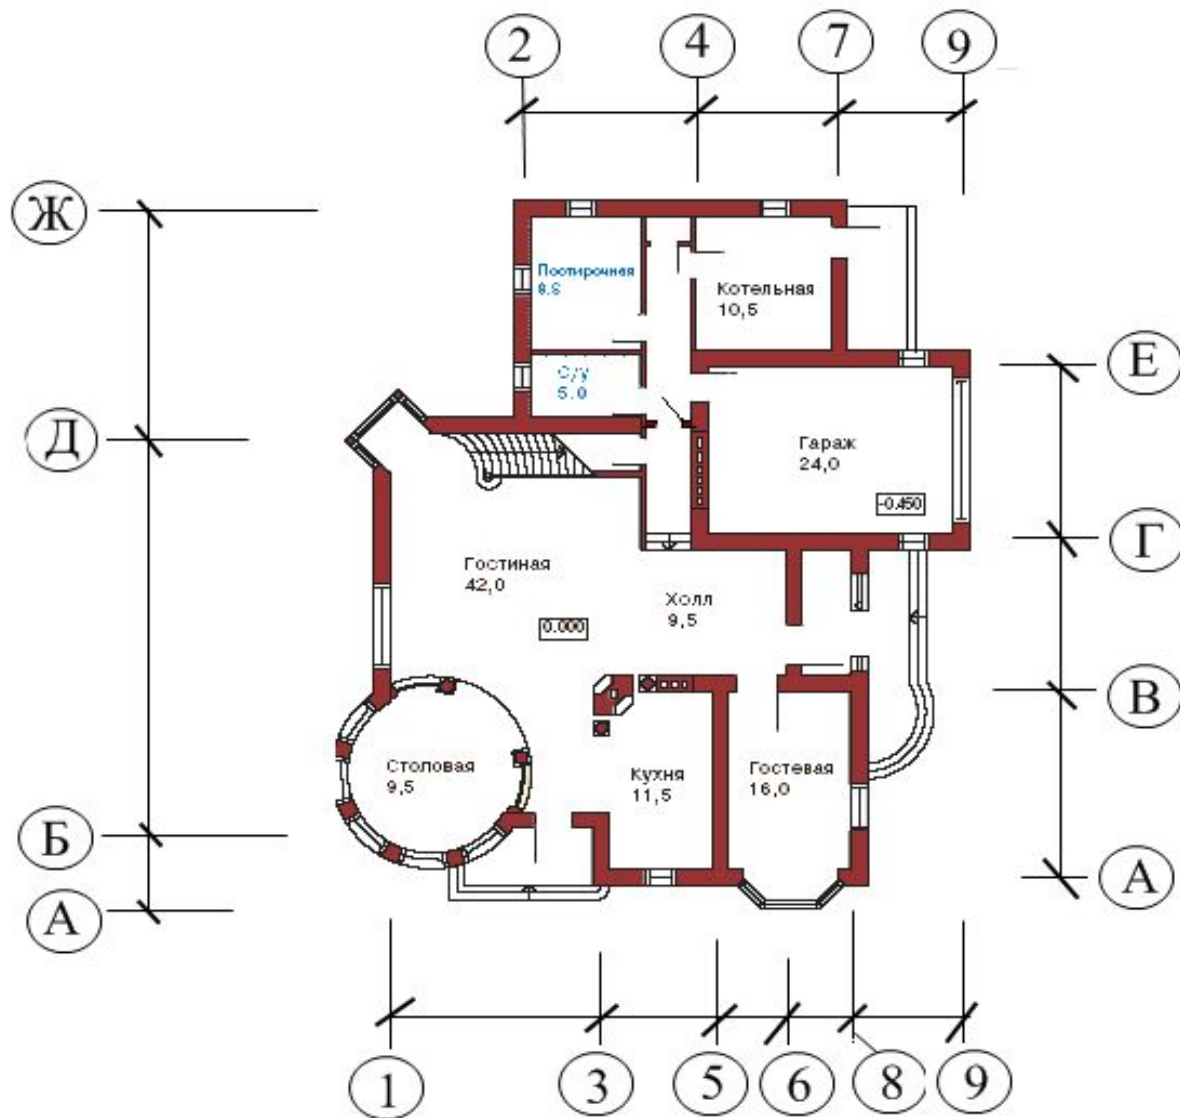 2 4 7 9
Ж
Постирочная
8.6
Котельная
10,5
Е
С/У
5.0
Д
Гараж
24,0
-0.450
Г
Гостиная
42,0
Холл
9,5
0.000
В
Столовая
9,5
Кухня
11,5
Гостевая
16,0
Б
А
А
1 3 5 6 8 9